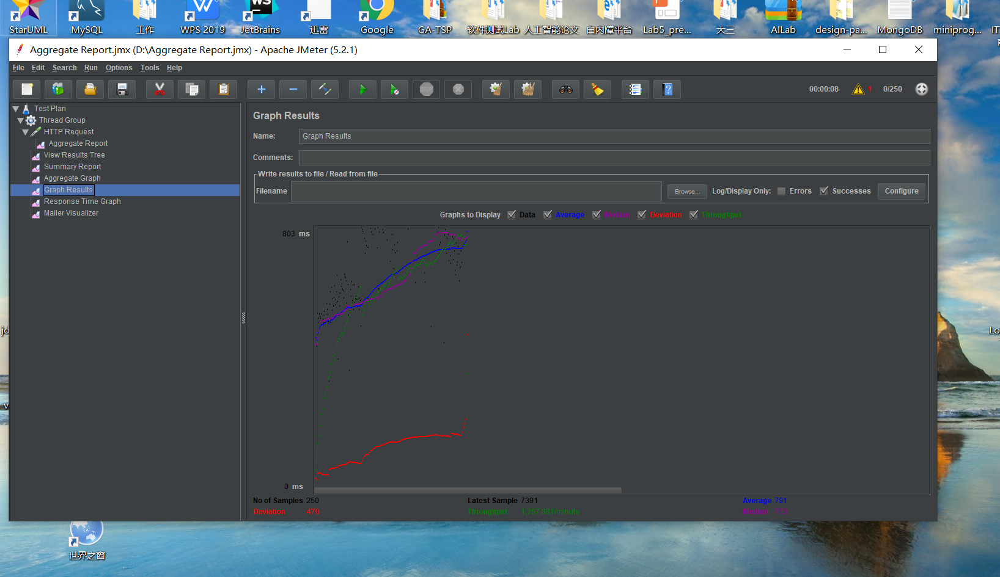 StarUML
MySQL
工作
WPS 2019
JetBrains
迅雷
Google
GA-TSP
软件测试Lab
人工智能论文
白内障平台
Lab5_pre...
大三
AILab
design-pa...
MongoDB
miniprog...
Aggregate Report.jmx (D:\Aggregate Report.jmx) - Apache JMeter (5.2.1)
File Edit Search Run Options Tools Help
STOP
00:00:08 1 0/250
Test Plan
Thread Group
HTTP Request
Aggregate Report
View Results Tree
Summary Report
Aggregate Graph
Graph Results
Response Time Graph
Mailer Visualizer
Graph Results
Name: Graph Results
Comments:
Write results to file / Read from file
Filename Browse... Log/Display Only: Errors Successes Configure
Graphs to Display Data Average Median Deviation Throughput
803 ms
0 ms
No of Samples 250 Latest Sample 7391 Average 791
Deviation 470 Throughput 1,757.881/minute Median
世界之窗